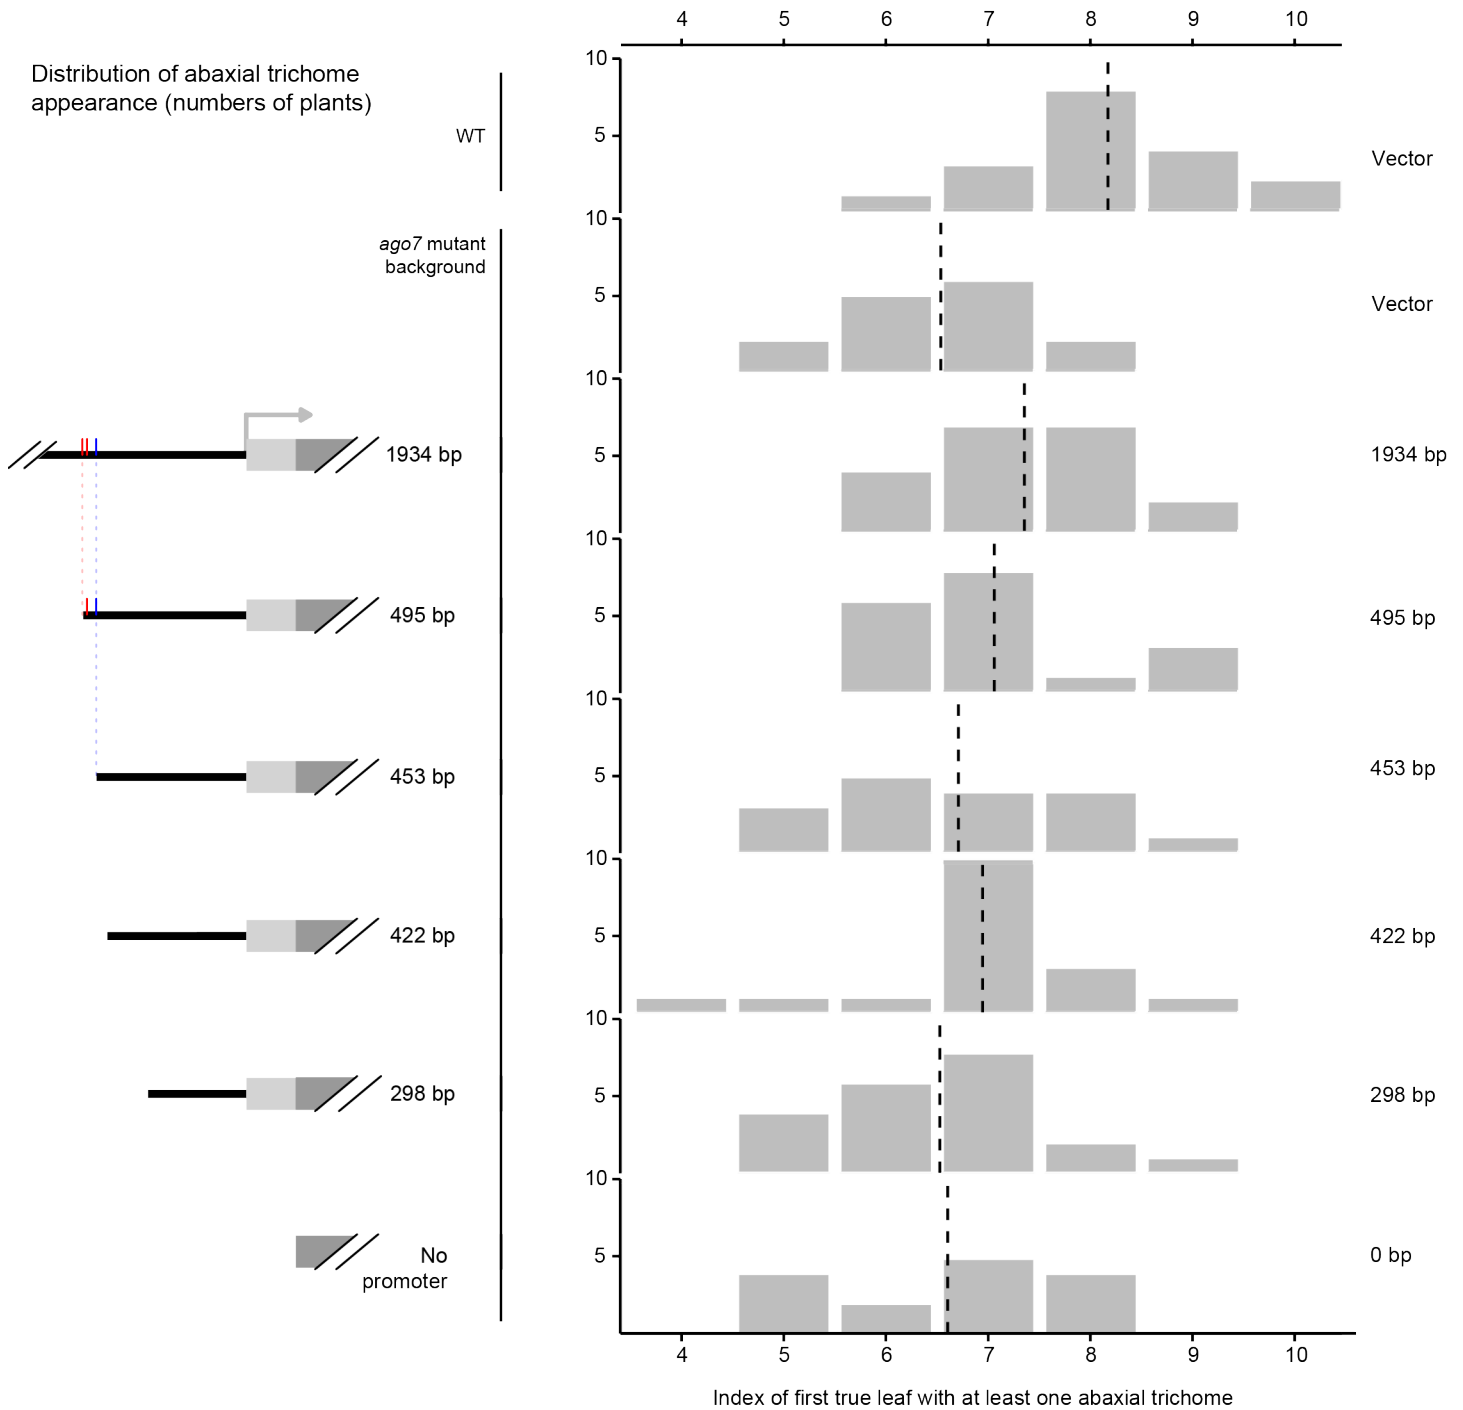 4 5 6 7 8 9 10
Distribution of abaxial trichome
appearance (numbers of plants)
10
5
WT
Vector
10
5
ago7 mutant
background
Vector
10
5
1934 bp
1934 bp
10
5
495 bp
495 bp
10
5
453 bp
453 bp
10
5
422 bp
422 bp
10
5
298 bp
298 bp
10
5
No
promoter
0 bp
4 5 6 7 8 9 10
Index of first true leaf with at least one abaxial trichome